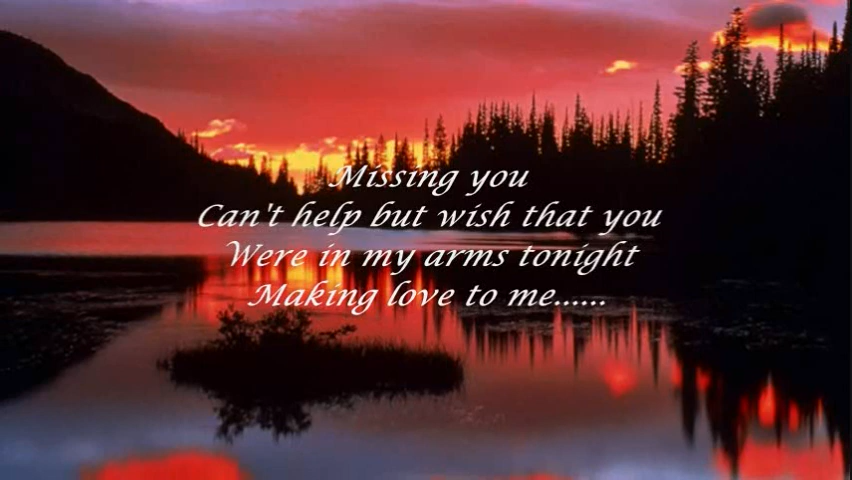 Missing you
Can't help but wish that you
Were in my arms tonight
Making love to me......